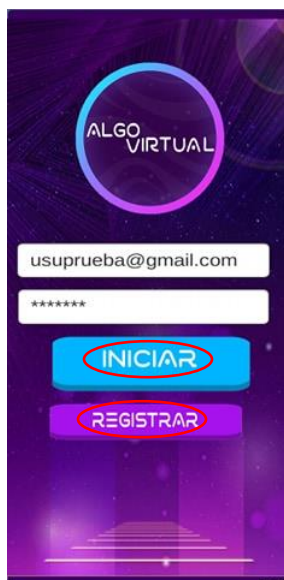 ALGO
VIRTUAL
usuprueba@gmail.com
*******
INICIAR
REGISTRAR